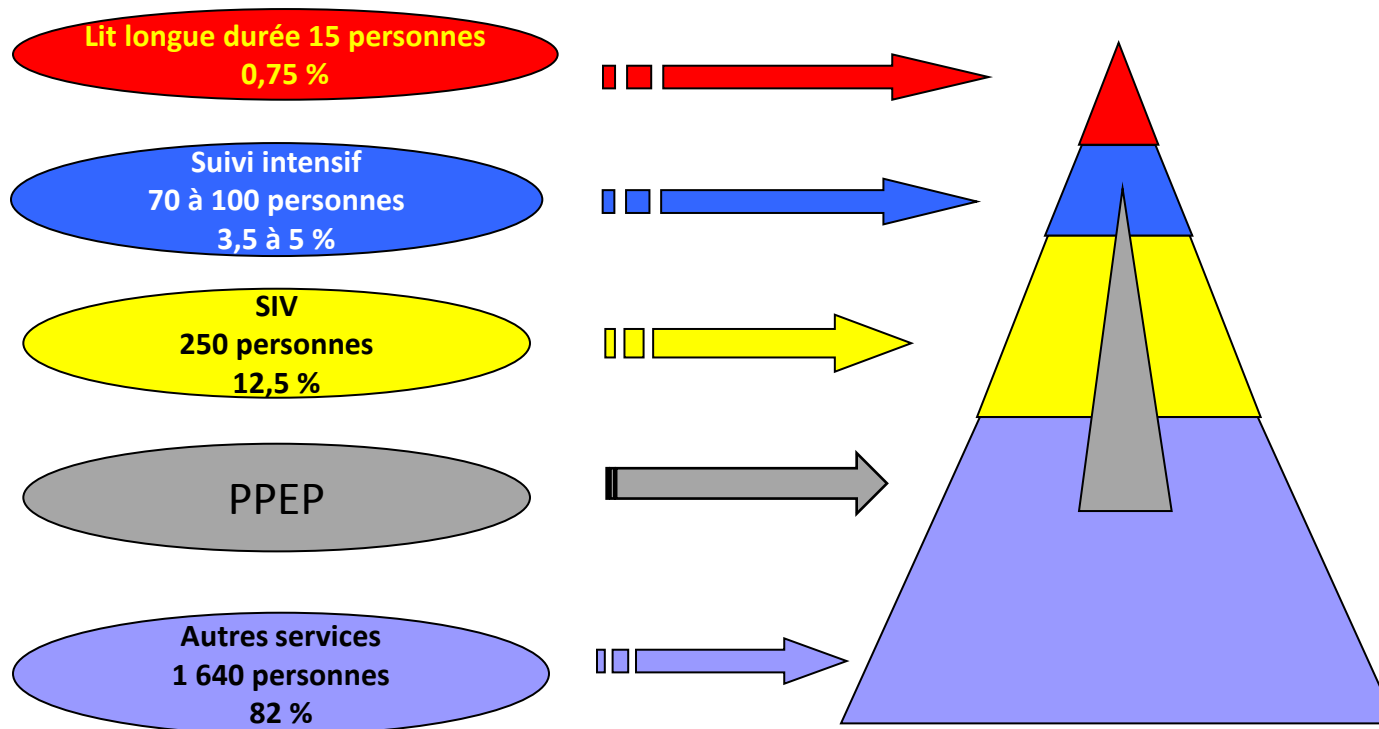 Lit longue durée 15 personnes
0,75 %
Suivi intensif
70 à 100 personnes
3,5 à 5 %
SIV
250 personnes
12,5 %
PPEP
Autres services
1 640 personnes
82 %